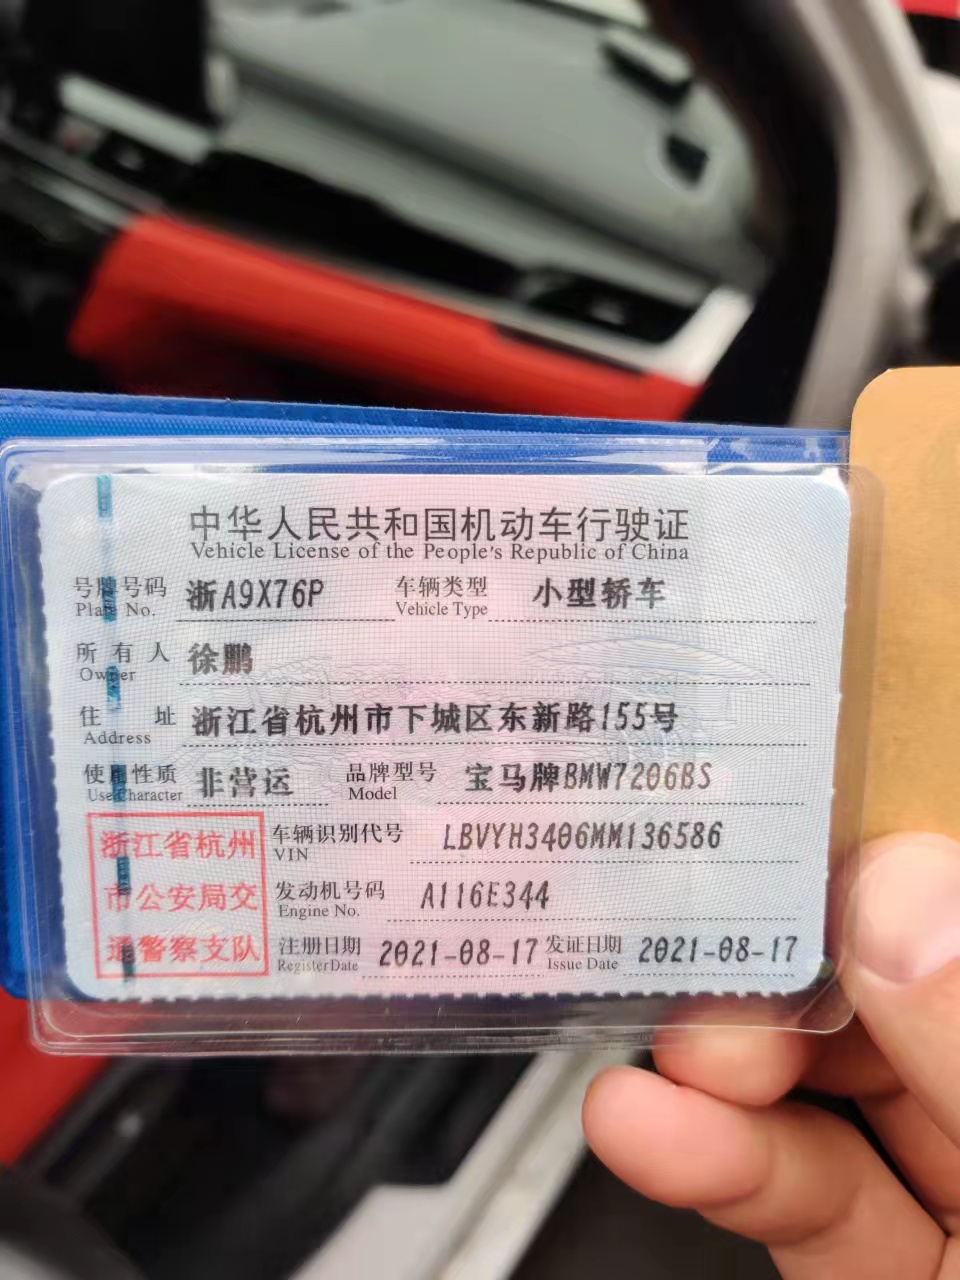 中华人民共和国机动车行驶证
Vehicle License of the People's Republic of China
号牌号码 浙A9X76P 车辆类型 小型轿车
Plate No. Vehicle Type
所有人 徐鹏
Owner
住址 浙江省杭州市下城区东新路155号
Address
使用性质 非营运 品牌型号 宝马牌BMW7206BS
Use Character Model
浙江省杭州
市公安局交
通警察支队
车辆识别代号 LBVYH3406MM136586
VIN
发动机号码 A116E344
Engine No.
注册日期 2021-08-17 发证日期 2021-08-17
Register Date Issue Date